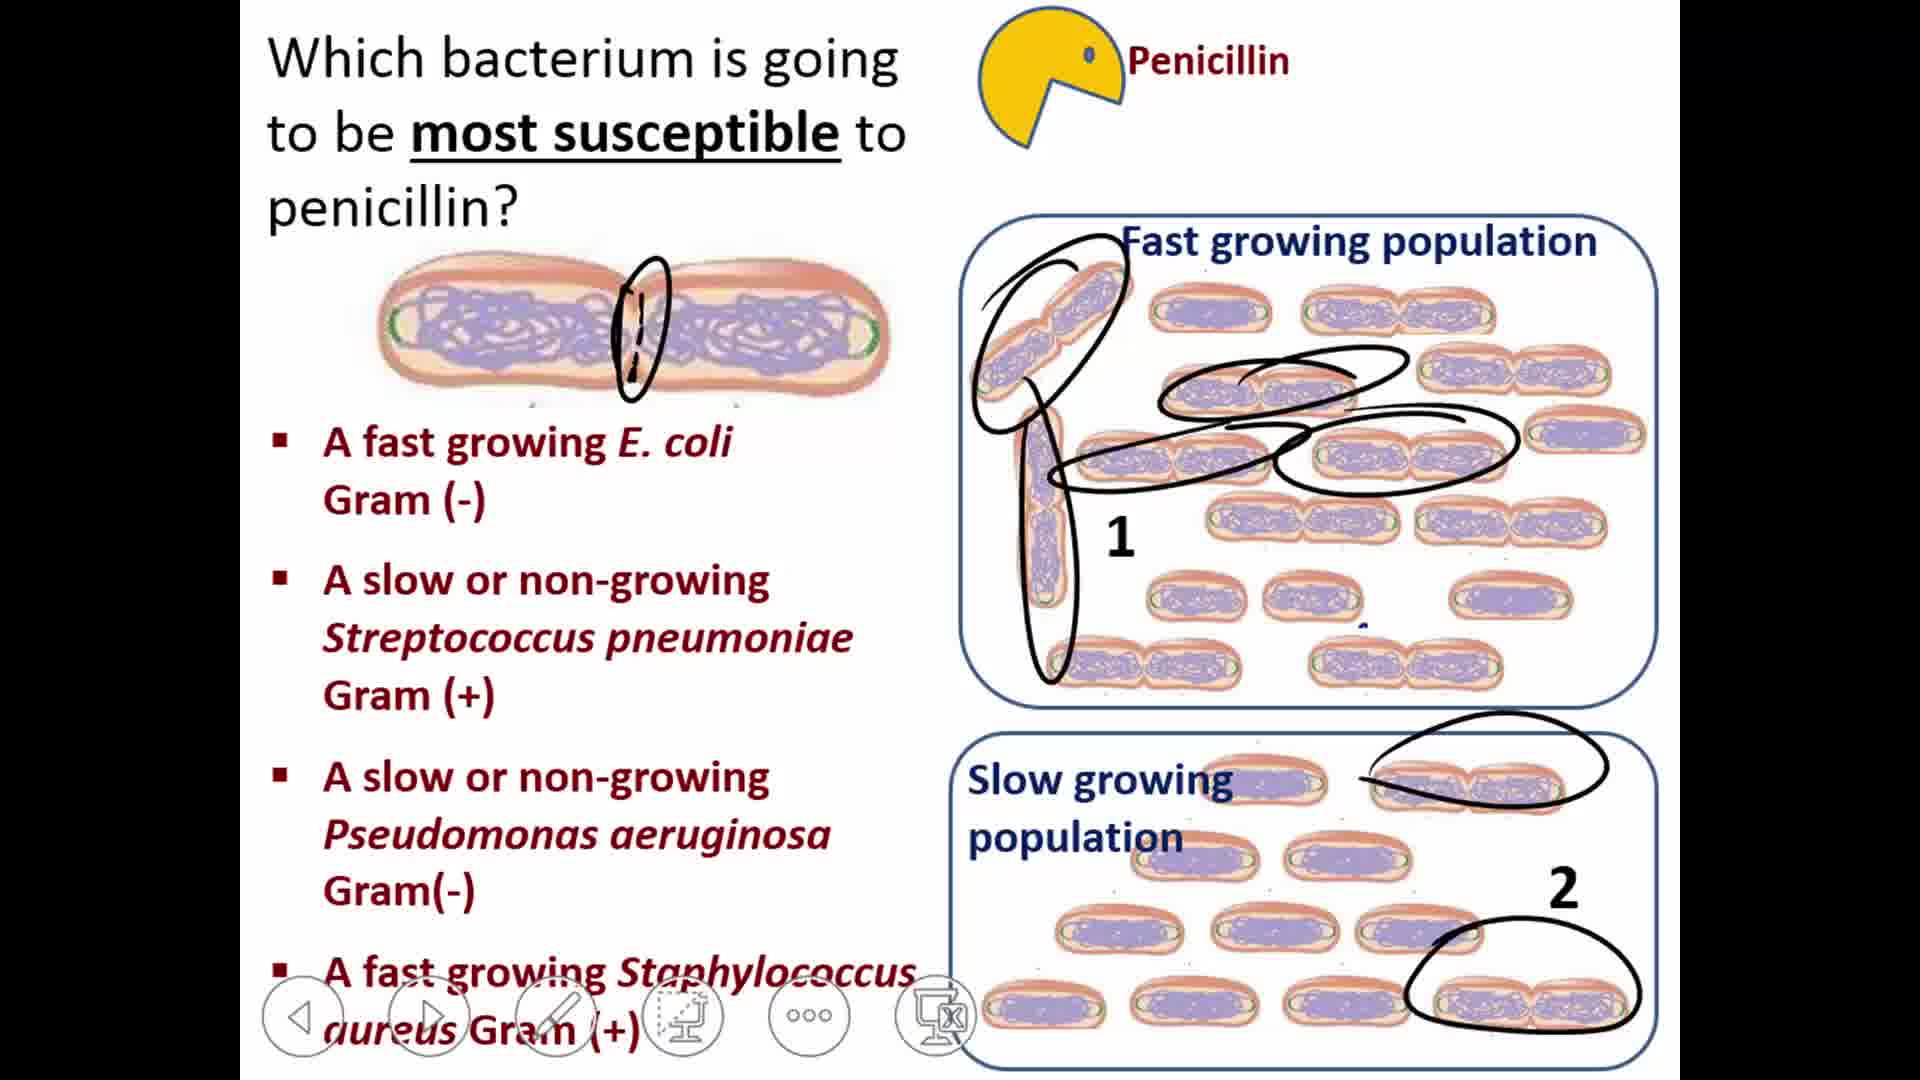 Which bacterium is going
to be most susceptible to
penicillin?
Penicillin
A fast growing E. coli
Gram (-)
A slow or non-growing
Streptococcus pneumoniae
Gram (+)
A slow or non-growing
Pseudomonas aeruginosa
Gram(-)
A fast growing Staphylococcus
aureus Gram (+)
Fast growing population
1
Slow growing
population
2